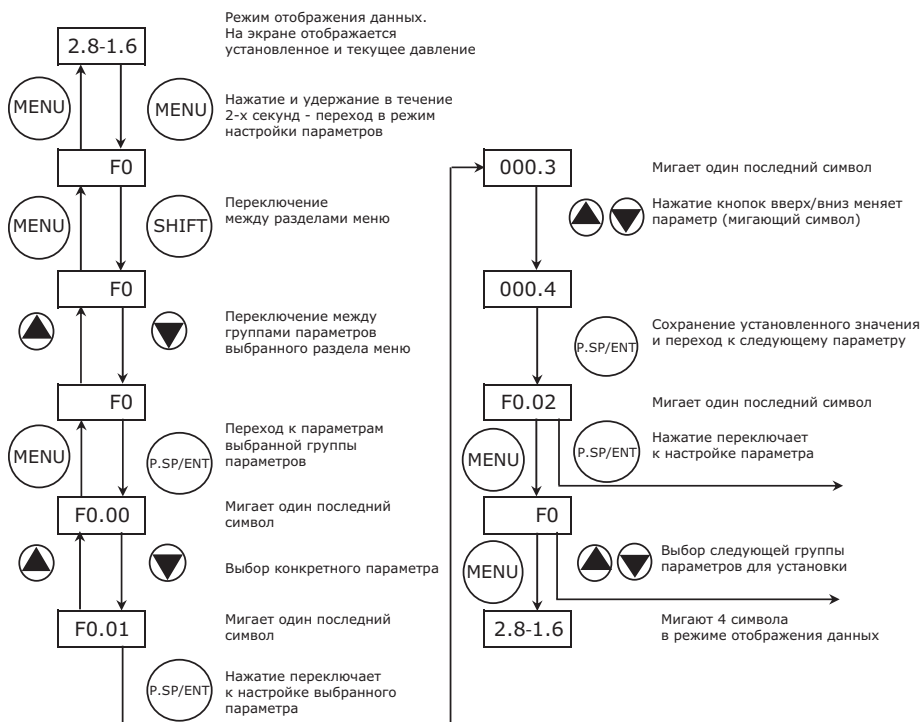 Режим отображения данных.
На экране отображается
установленное и текущее давление
2.8-1.6
MENU
MENU
Нажатие и удержание в течение
2-х секунд - переход в режим
настройки параметров
F0
MENU
SHIFT
Переключение
между разделами меню
F0
Переключение между
группами параметров
выбранного раздела меню
F0
MENU
P.SP/ENT
Переход к параметрам
выбранной группы
параметров
F0.00
Мигает один последний
символ
Выбор конкретного параметра
F0.01
Мигает один последний
символ
P.SP/ENT
Нажатие переключает
к настройке выбранного
параметра
000.3
Мигает один последний символ
Нажатие кнопок вверх/вниз меняет
параметр (мигающий символ)
000.4
P.SP/ENT
Сохранение установленного значения
и переход к следующему параметру
F0.02
Мигает один последний символ
MENU
P.SP/ENT
Нажатие переключает
к настройке параметра
F0
MENU
Выбор следующей группы
параметров для установки
2.8-1.6
Мигают 4 символа
в режиме отображения данных